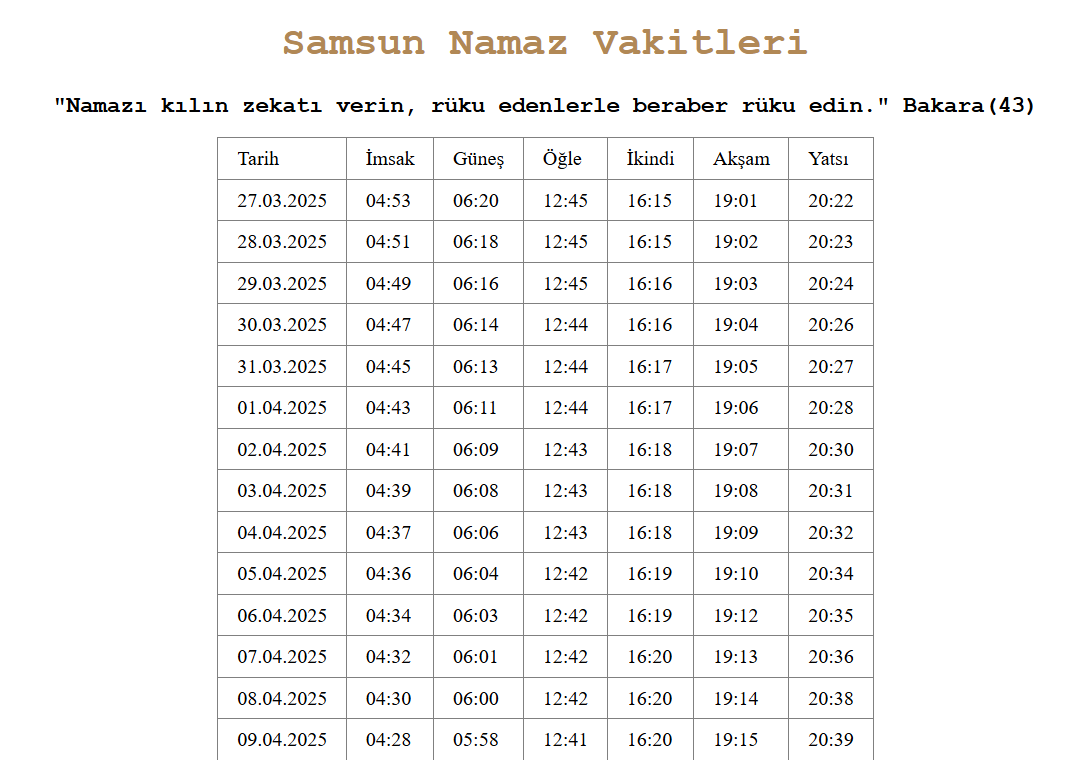 Samsun Namaz Vakitleri
"Namazı kılın zekatı verin, rüku edenlerle beraber rüku edin." Bakara(43)
Tarih İmsak Güneş Öğle İkindi Akşam Yatsı
27.03.2025 04:53 06:20 12:45 16:15 19:01 20:22
28.03.2025 04:51 06:18 12:45 16:15 19:02 20:23
29.03.2025 04:49 06:16 12:45 16:16 19:03 20:24
30.03.2025 04:47 06:14 12:44 16:16 19:04 20:26
31.03.2025 04:45 06:13 12:44 16:17 19:05 20:27
01.04.2025 04:43 06:11 12:44 16:17 19:06 20:28
02.04.2025 04:41 06:09 12:43 16:18 19:07 20:30
03.04.2025 04:39 06:08 12:43 16:18 19:08 20:31
04.04.2025 04:37 06:06 12:43 16:18 19:09 20:32
05.04.2025 04:36 06:04 12:42 16:19 19:10 20:34
06.04.2025 04:34 06:03 12:42 16:19 19:12 20:35
07.04.2025 04:32 06:01 12:42 16:20 19:13 20:36
08.04.2025 04:30 06:00 12:42 16:20 19:14 20:38
09.04.2025 04:28 05:58 12:41 16:20 19:15 20:39